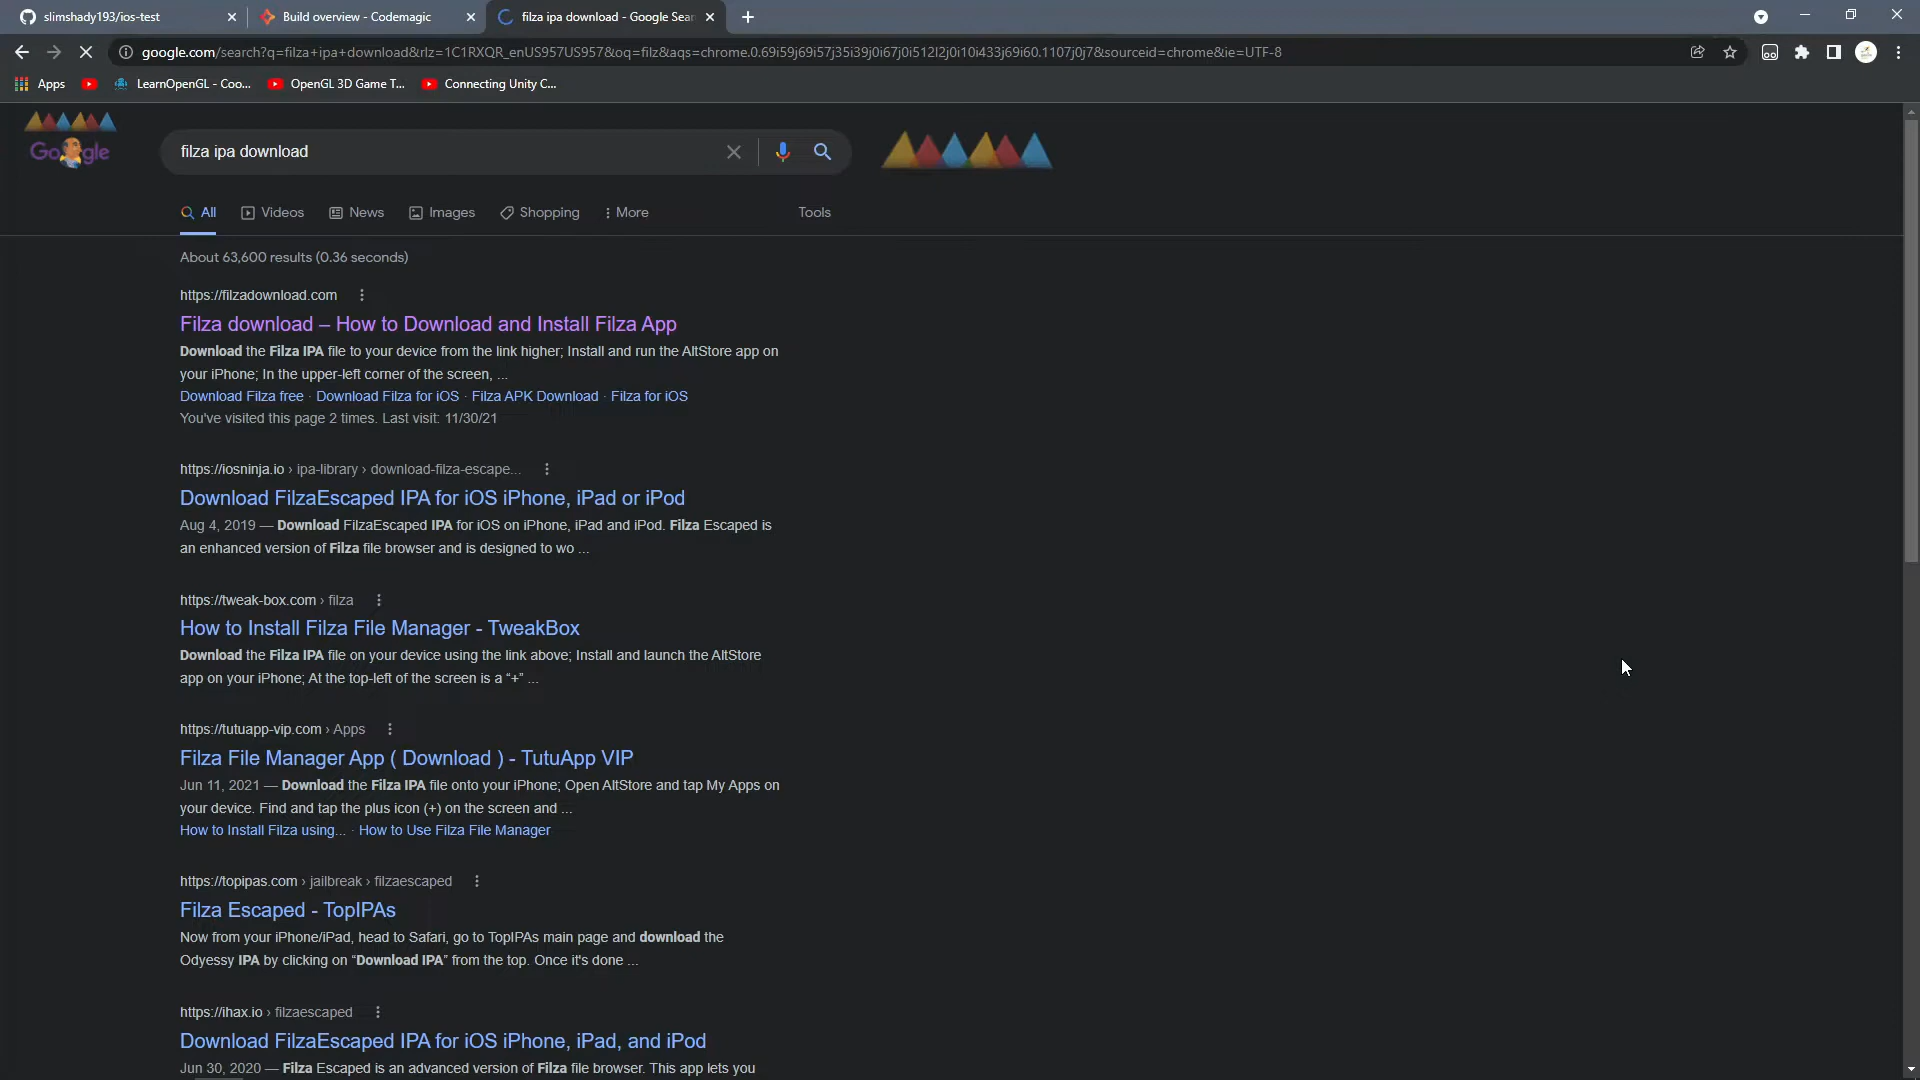 slimshady193/ios-test
Build overview - Codemagic
filza ipa download - Google Sear
google.com/search?q=filza+ipa+download&rlz=1C1RXQR_enUS957US957&oq=filz&aqs=chrome.0.69i59j69i57j35i39j0i67j0i512l2j0i10i433j69i60.1107j0j7&sourceid=chrome&ie=UTF-8
Apps
LearnOpenGL - Coo...
OpenGL 3D Game T...
Connecting Unity C...
Google
filza ipa download
All
Videos
News
Images
Shopping
More
Tools
About 63,600 results (0.36 seconds)
https://filzadownload.com
Filza download – How to Download and Install Filza App
Download the Filza IPA file to your device from the link higher; Install and run the AltStore app on
your iPhone; In the upper-left corner of the screen, ...
Download Filza free · Download Filza for iOS · Filza APK Download · Filza for iOS
You've visited this page 2 times. Last visit: 11/30/21
https://iosninja.io › ipa-library › download-filza-escape...
Download FilzaEscaped IPA for iOS iPhone, iPad or iPod
Aug 4, 2019 — Download FilzaEscaped IPA for iOS on iPhone, iPad and iPod. Filza Escaped is
an enhanced version of Filza file browser and is designed to wo ...
https://tweak-box.com › filza
How to Install Filza File Manager - TweakBox
Download the Filza IPA file on your device using the link above; Install and launch the AltStore
app on your iPhone; At the top-left of the screen is a “+” ...
https://tutuapp-vip.com › Apps
Filza File Manager App ( Download ) - TutuApp VIP
Jun 11, 2021 — Download the Filza IPA file onto your iPhone; Open AltStore and tap My Apps on
your device. Find and tap the plus icon (+) on the screen and ...
How to Install Filza using... · How to Use Filza File Manager
https://topipas.com › jailbreak › filzaescaped
Filza Escaped - TopIPAs
Now from your iPhone/iPad, head to Safari, go to TopIPAs main page and download the
Odyessy IPA by clicking on “Download IPA” from the top. Once it's done ...
https://ihax.io › filzaescaped
Download FilzaEscaped IPA for iOS iPhone, iPad, and iPod
Jun 30, 2020 — Filza Escaped is an advanced version of Filza file browser. This app lets you